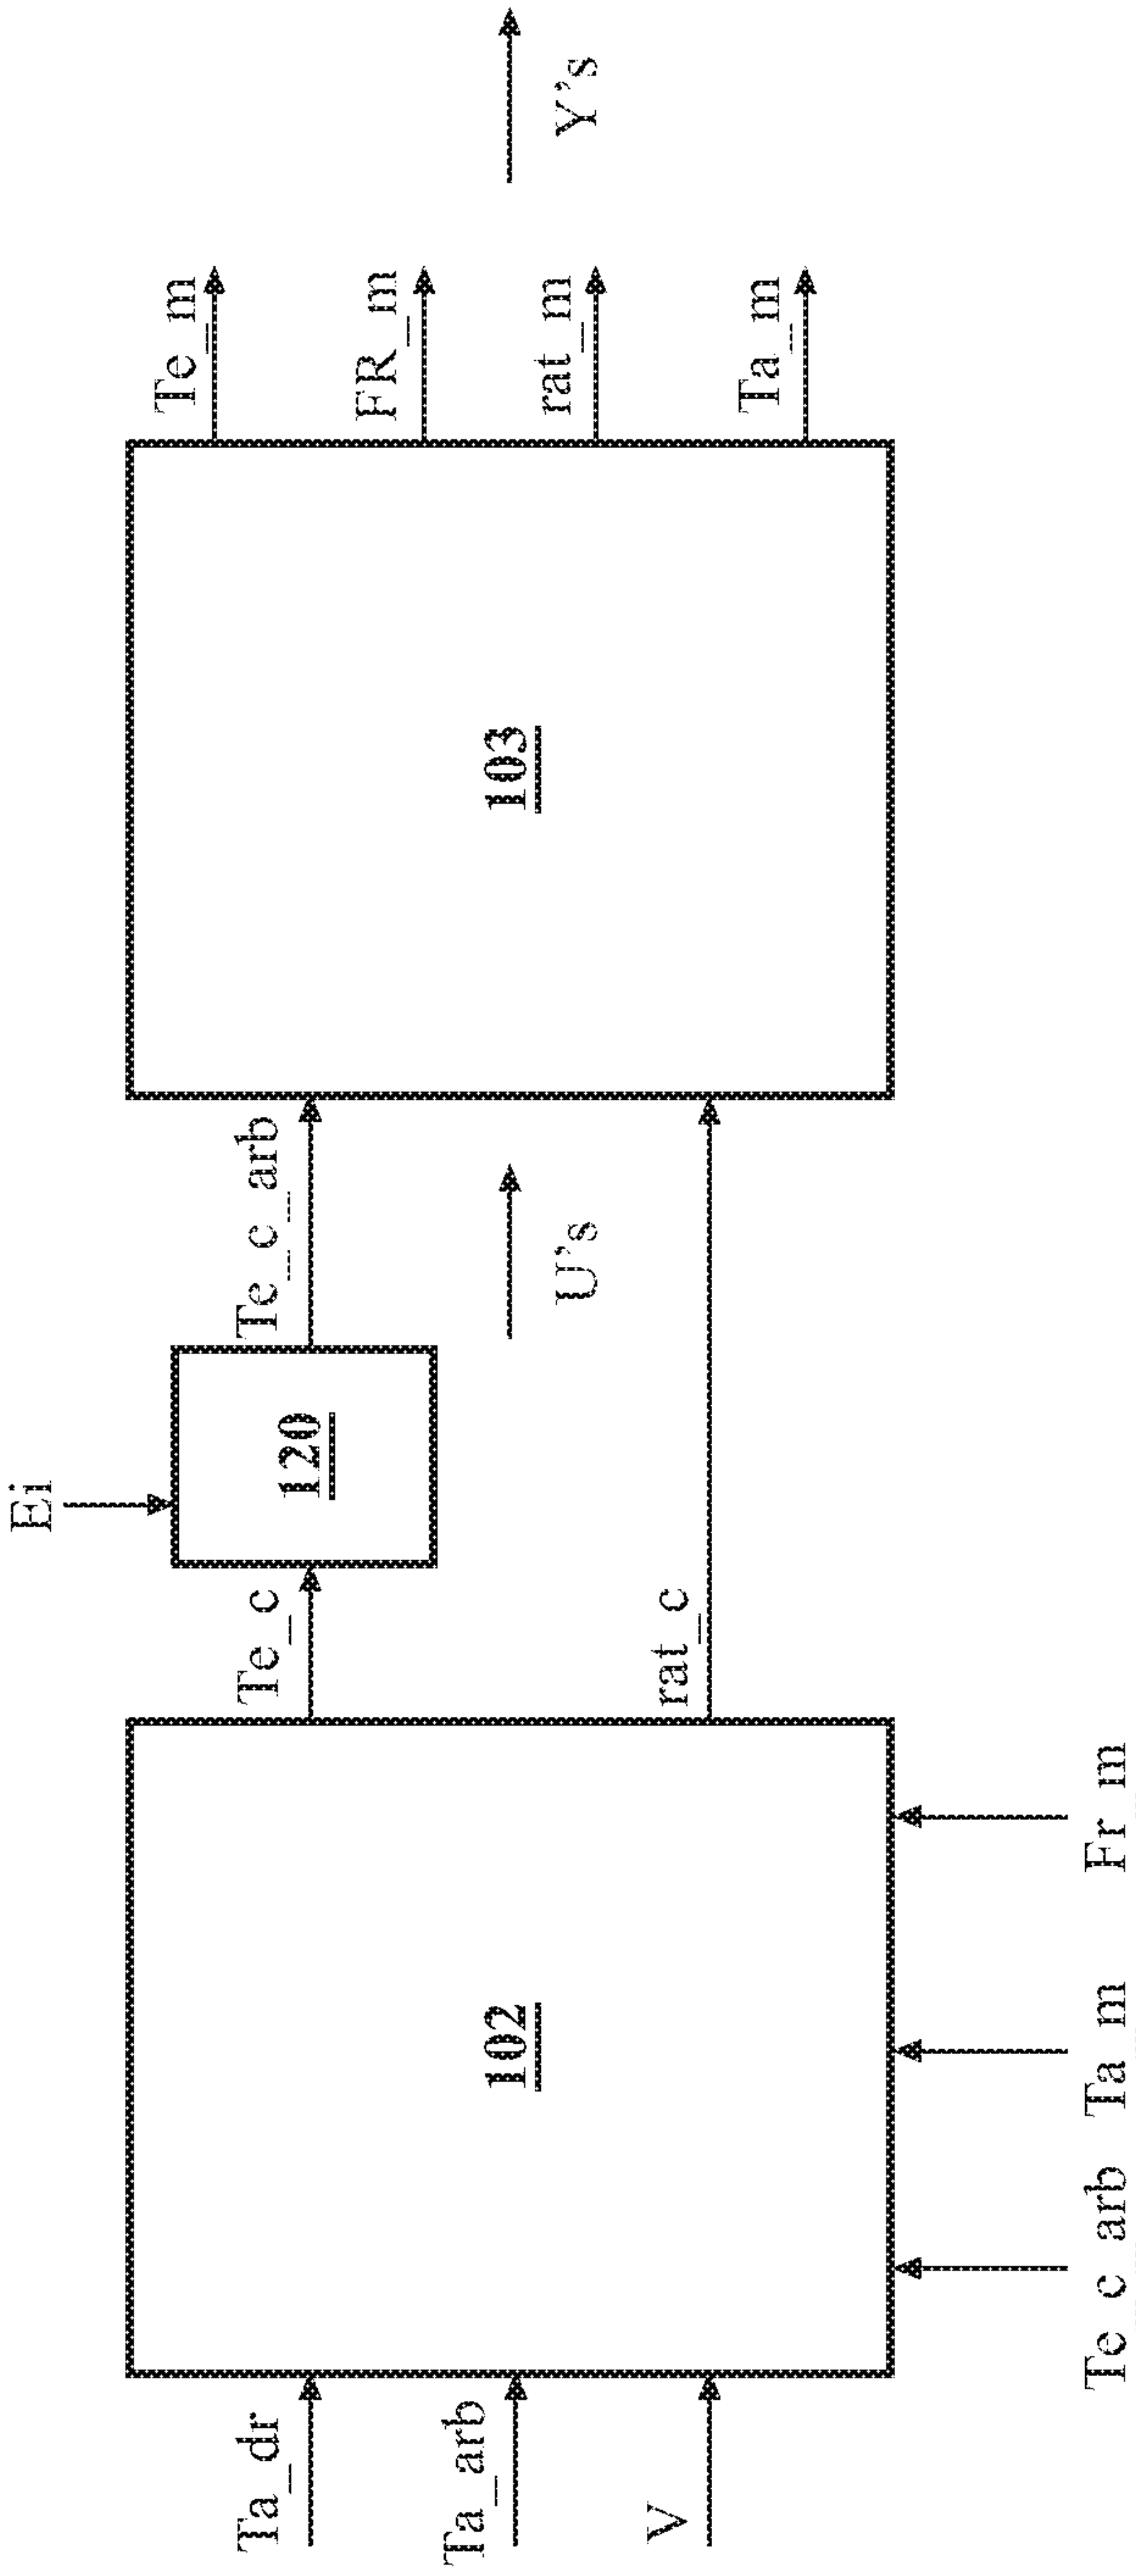 Ei
Te_c
Te_c_arb
Te_m
Ta_dr
120
FR_m
Ta_arb
102
U's
103
rat_m
Y's
V
rat_c
Ta_m
Te_c_arb
Ta_m
Fr_m